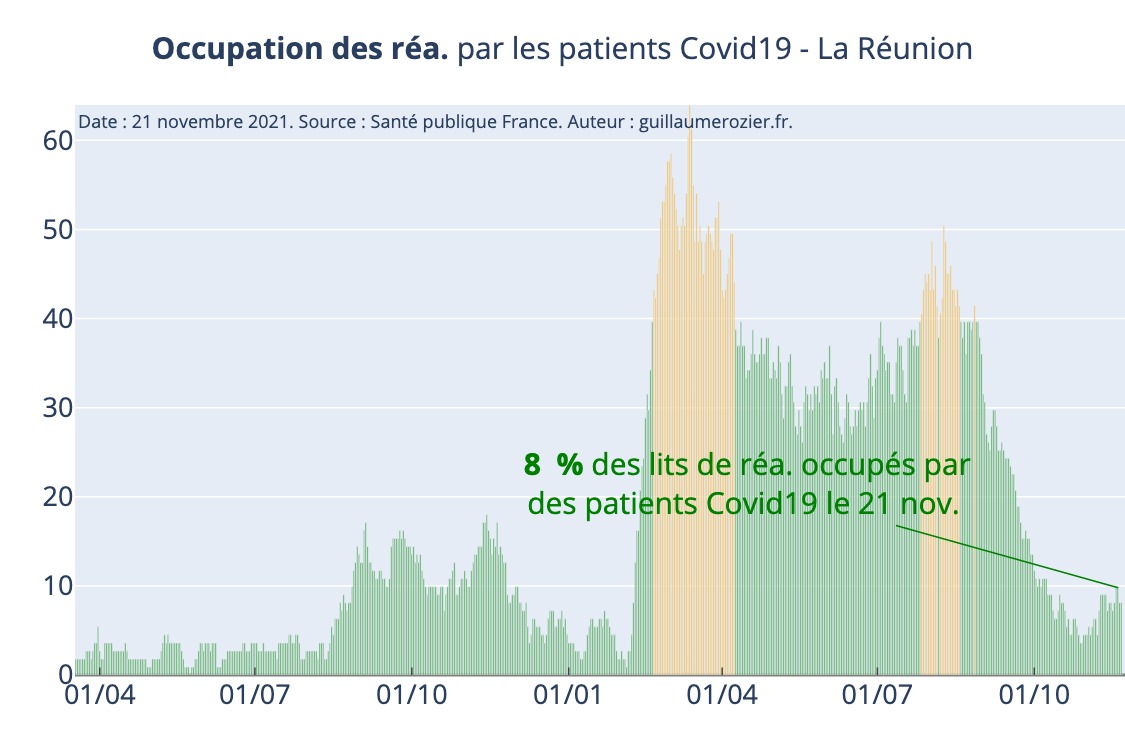 Occupation des réa. par les patients Covid19 - La Réunion
Date : 21 novembre 2021. Source : Santé publique France. Auteur : guillaumerozier.fr.
60
50
40
30
20
10
0
8 % des lits de réa. occupés par
des patients Covid19 le 21 nov.
01/04 01/07 01/10 01/01 01/04 01/07 01/10